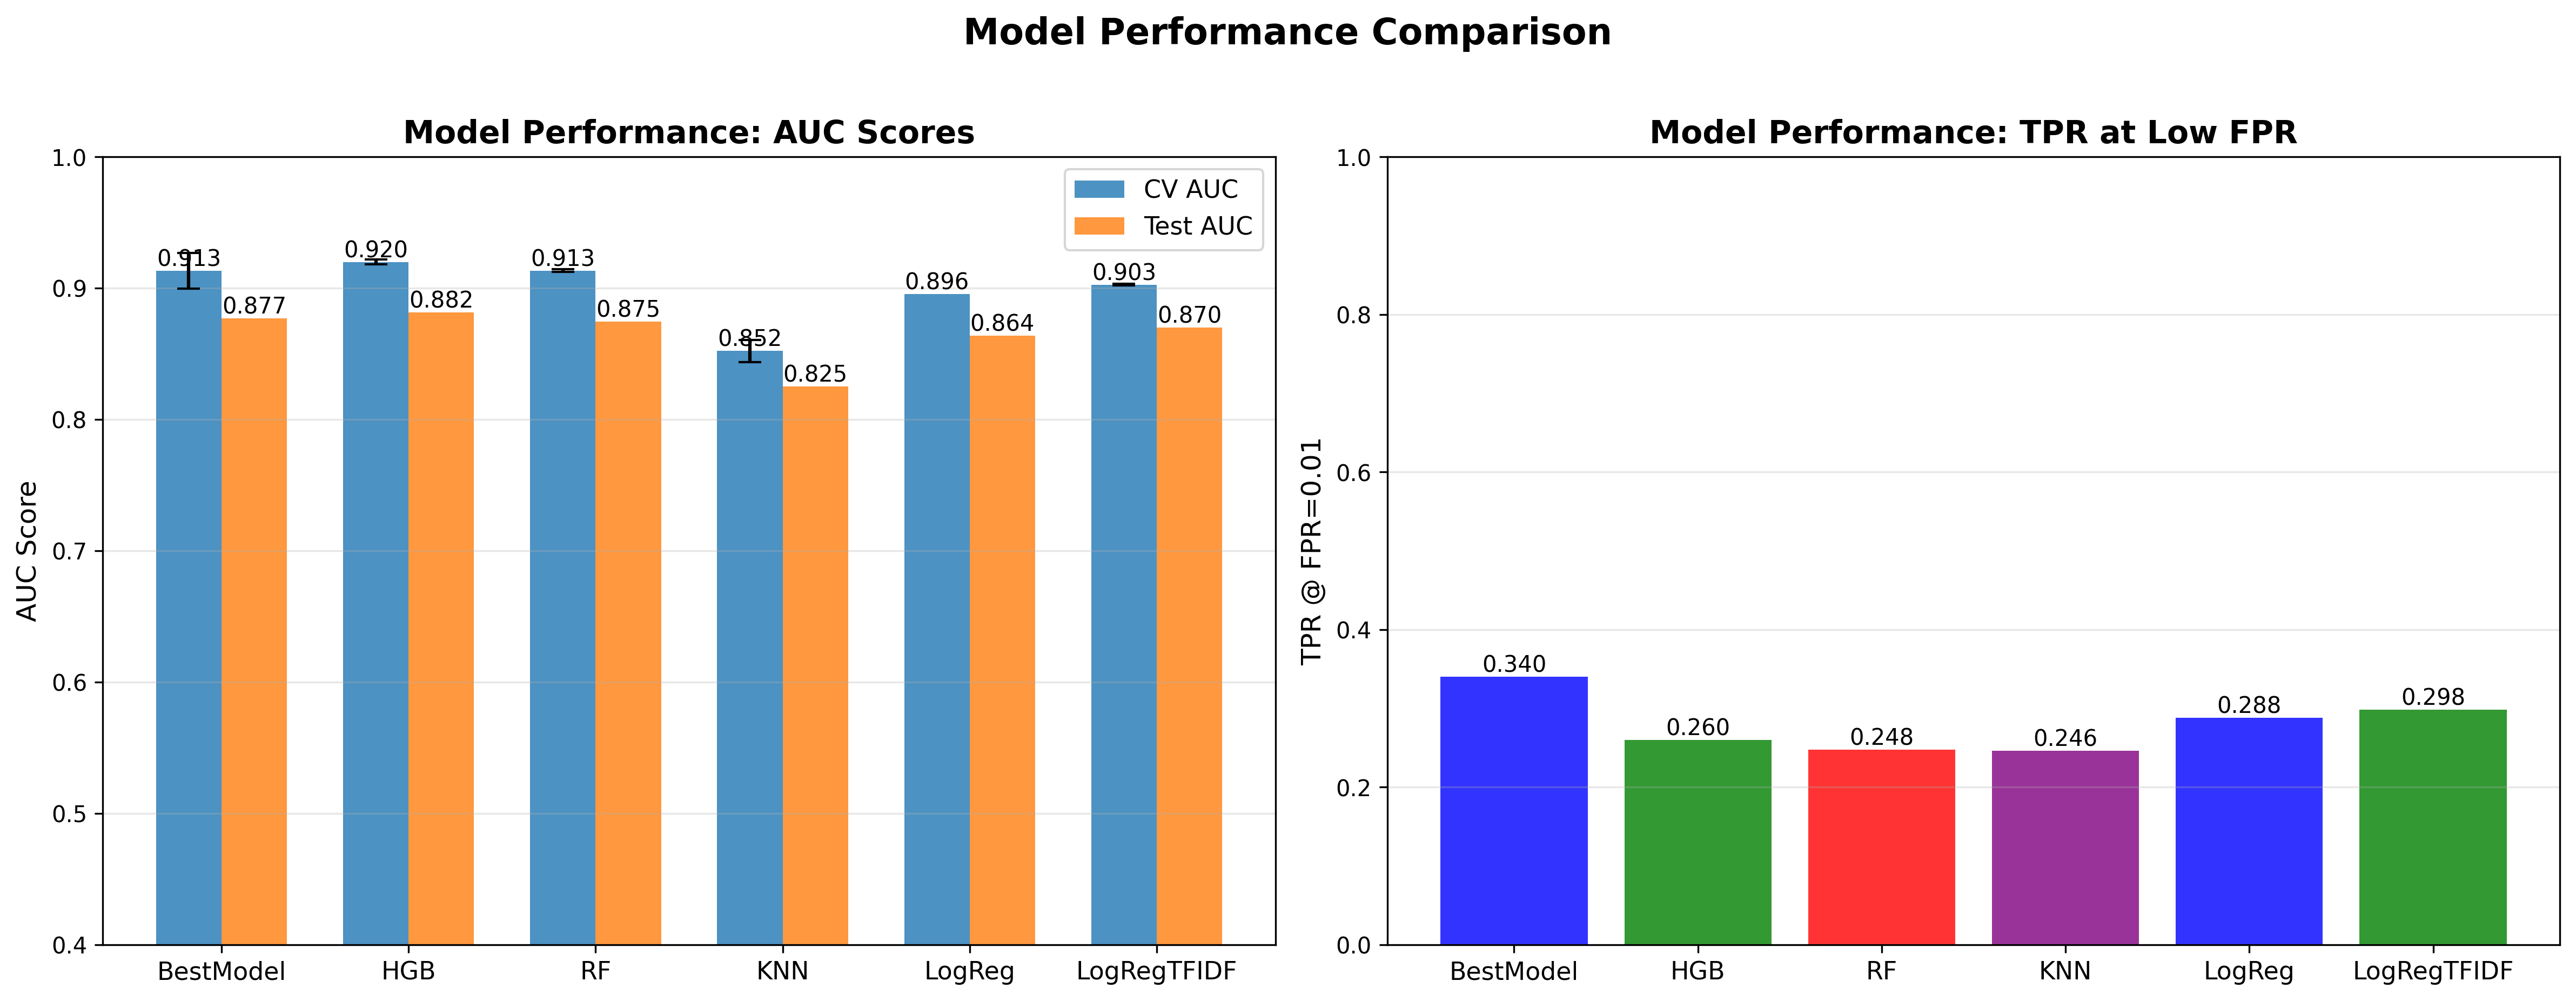 Model Performance Comparison
Model Performance: AUC Scores
AUC Score
1.0
0.9
0.8
0.7
0.6
0.5
0.4
CV AUC
Test AUC
0.913
0.877
0.920
0.882
0.913
0.875
0.852
0.825
0.896
0.864
0.903
0.870
BestModel
HGB
RF
KNN
LogReg
LogRegTFIDF
Model Performance: TPR at Low FPR
TPR @ FPR=0.01
1.0
0.8
0.6
0.4
0.2
0.0
0.340
0.260
0.248
0.246
0.288
0.298
BestModel
HGB
RF
KNN
LogReg
LogRegTFIDF